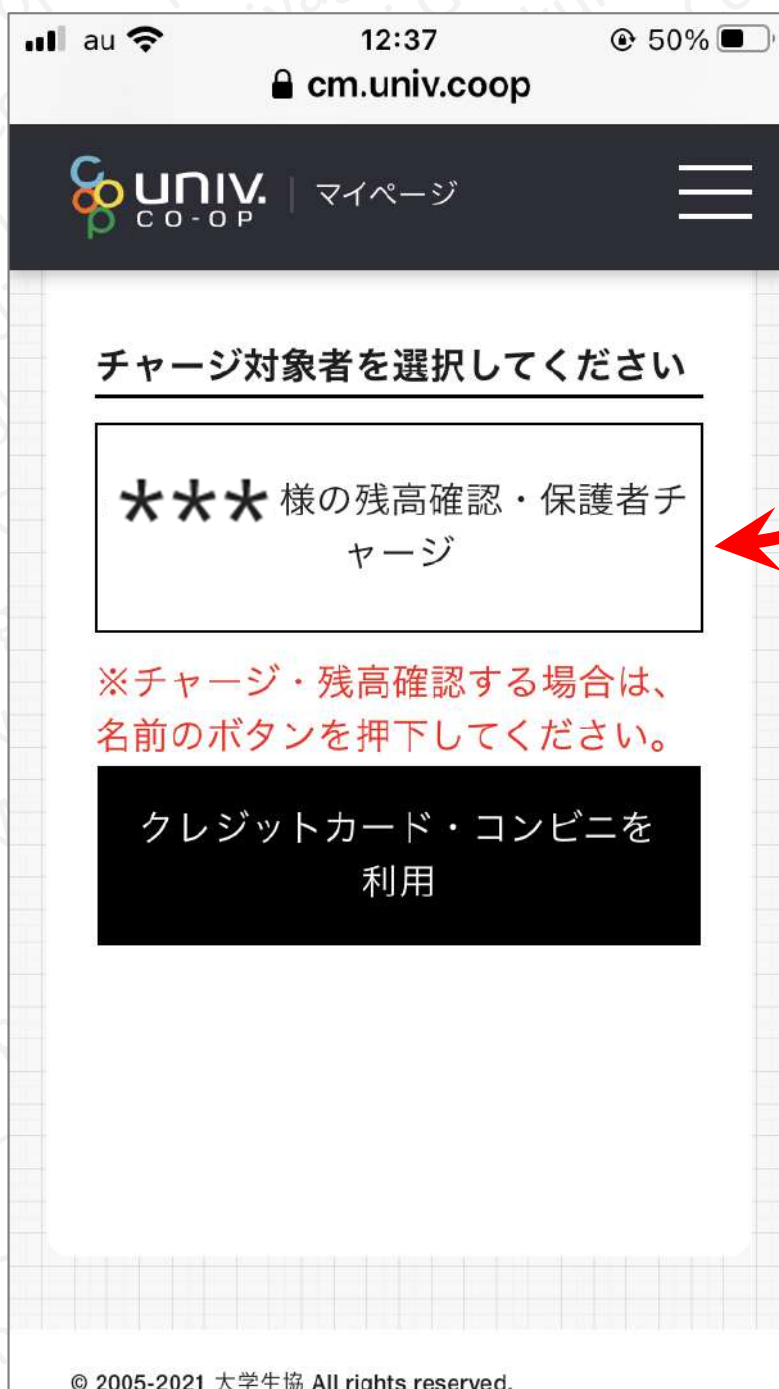 au 12:37 50%
cm.univ.coop
coop univ. CO-OP | マイページ
チャージ対象者を選択してください
*** 様の残高確認・保護者チ
ャージ
※チャージ・残高確認する場合は、
名前のボタンを押下してください。
クレジットカード・コンビニを
利用
© 2005-2021 大学生協 All rights reserved.